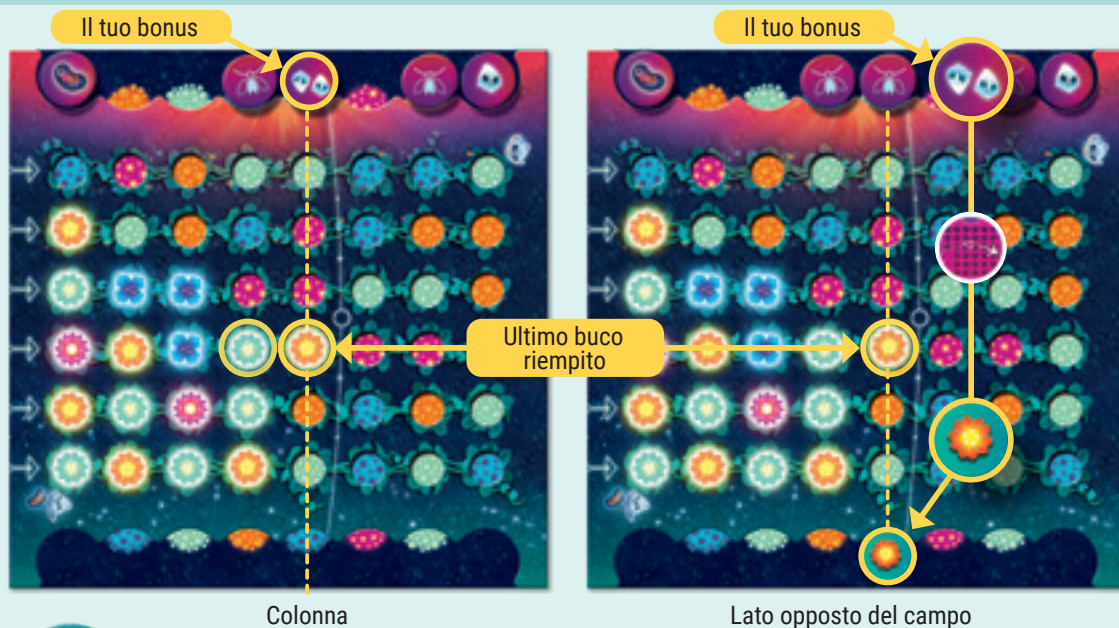 Il tuo bonus
Il tuo bonus
Ultimo buco
riempito
Colonna
Lato opposto del campo